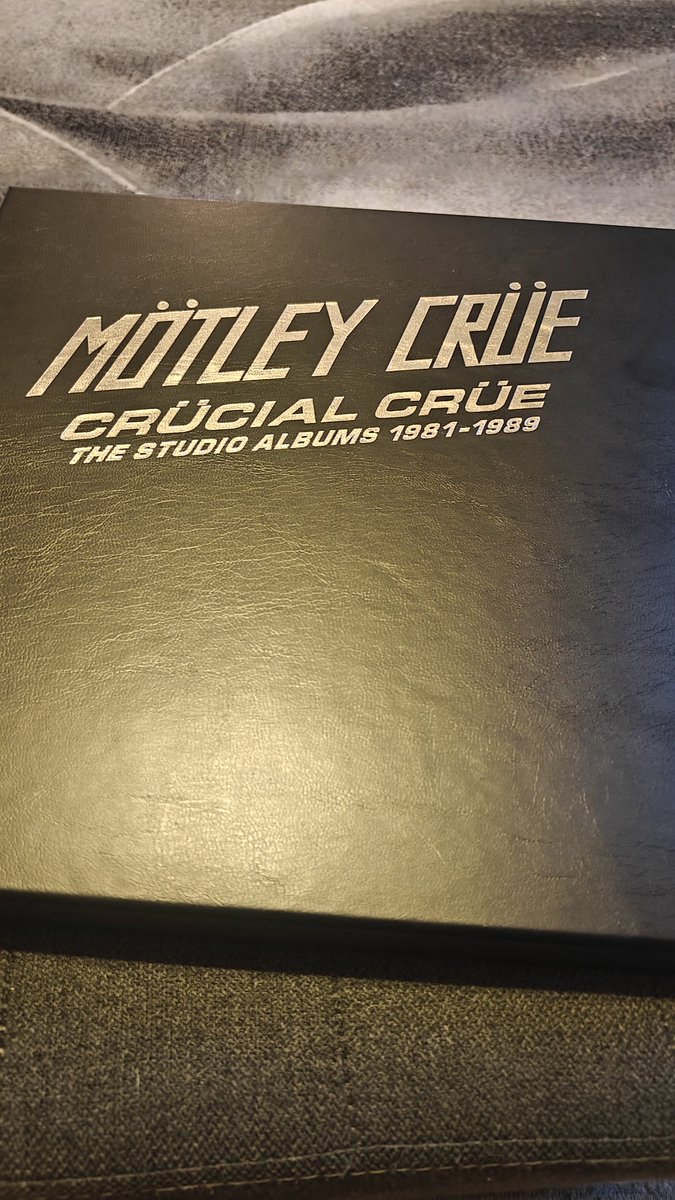 MÖTLEY CRÜE
CRÜCIAL CRÜE
THE STUDIO ALBUMS 1981-1989